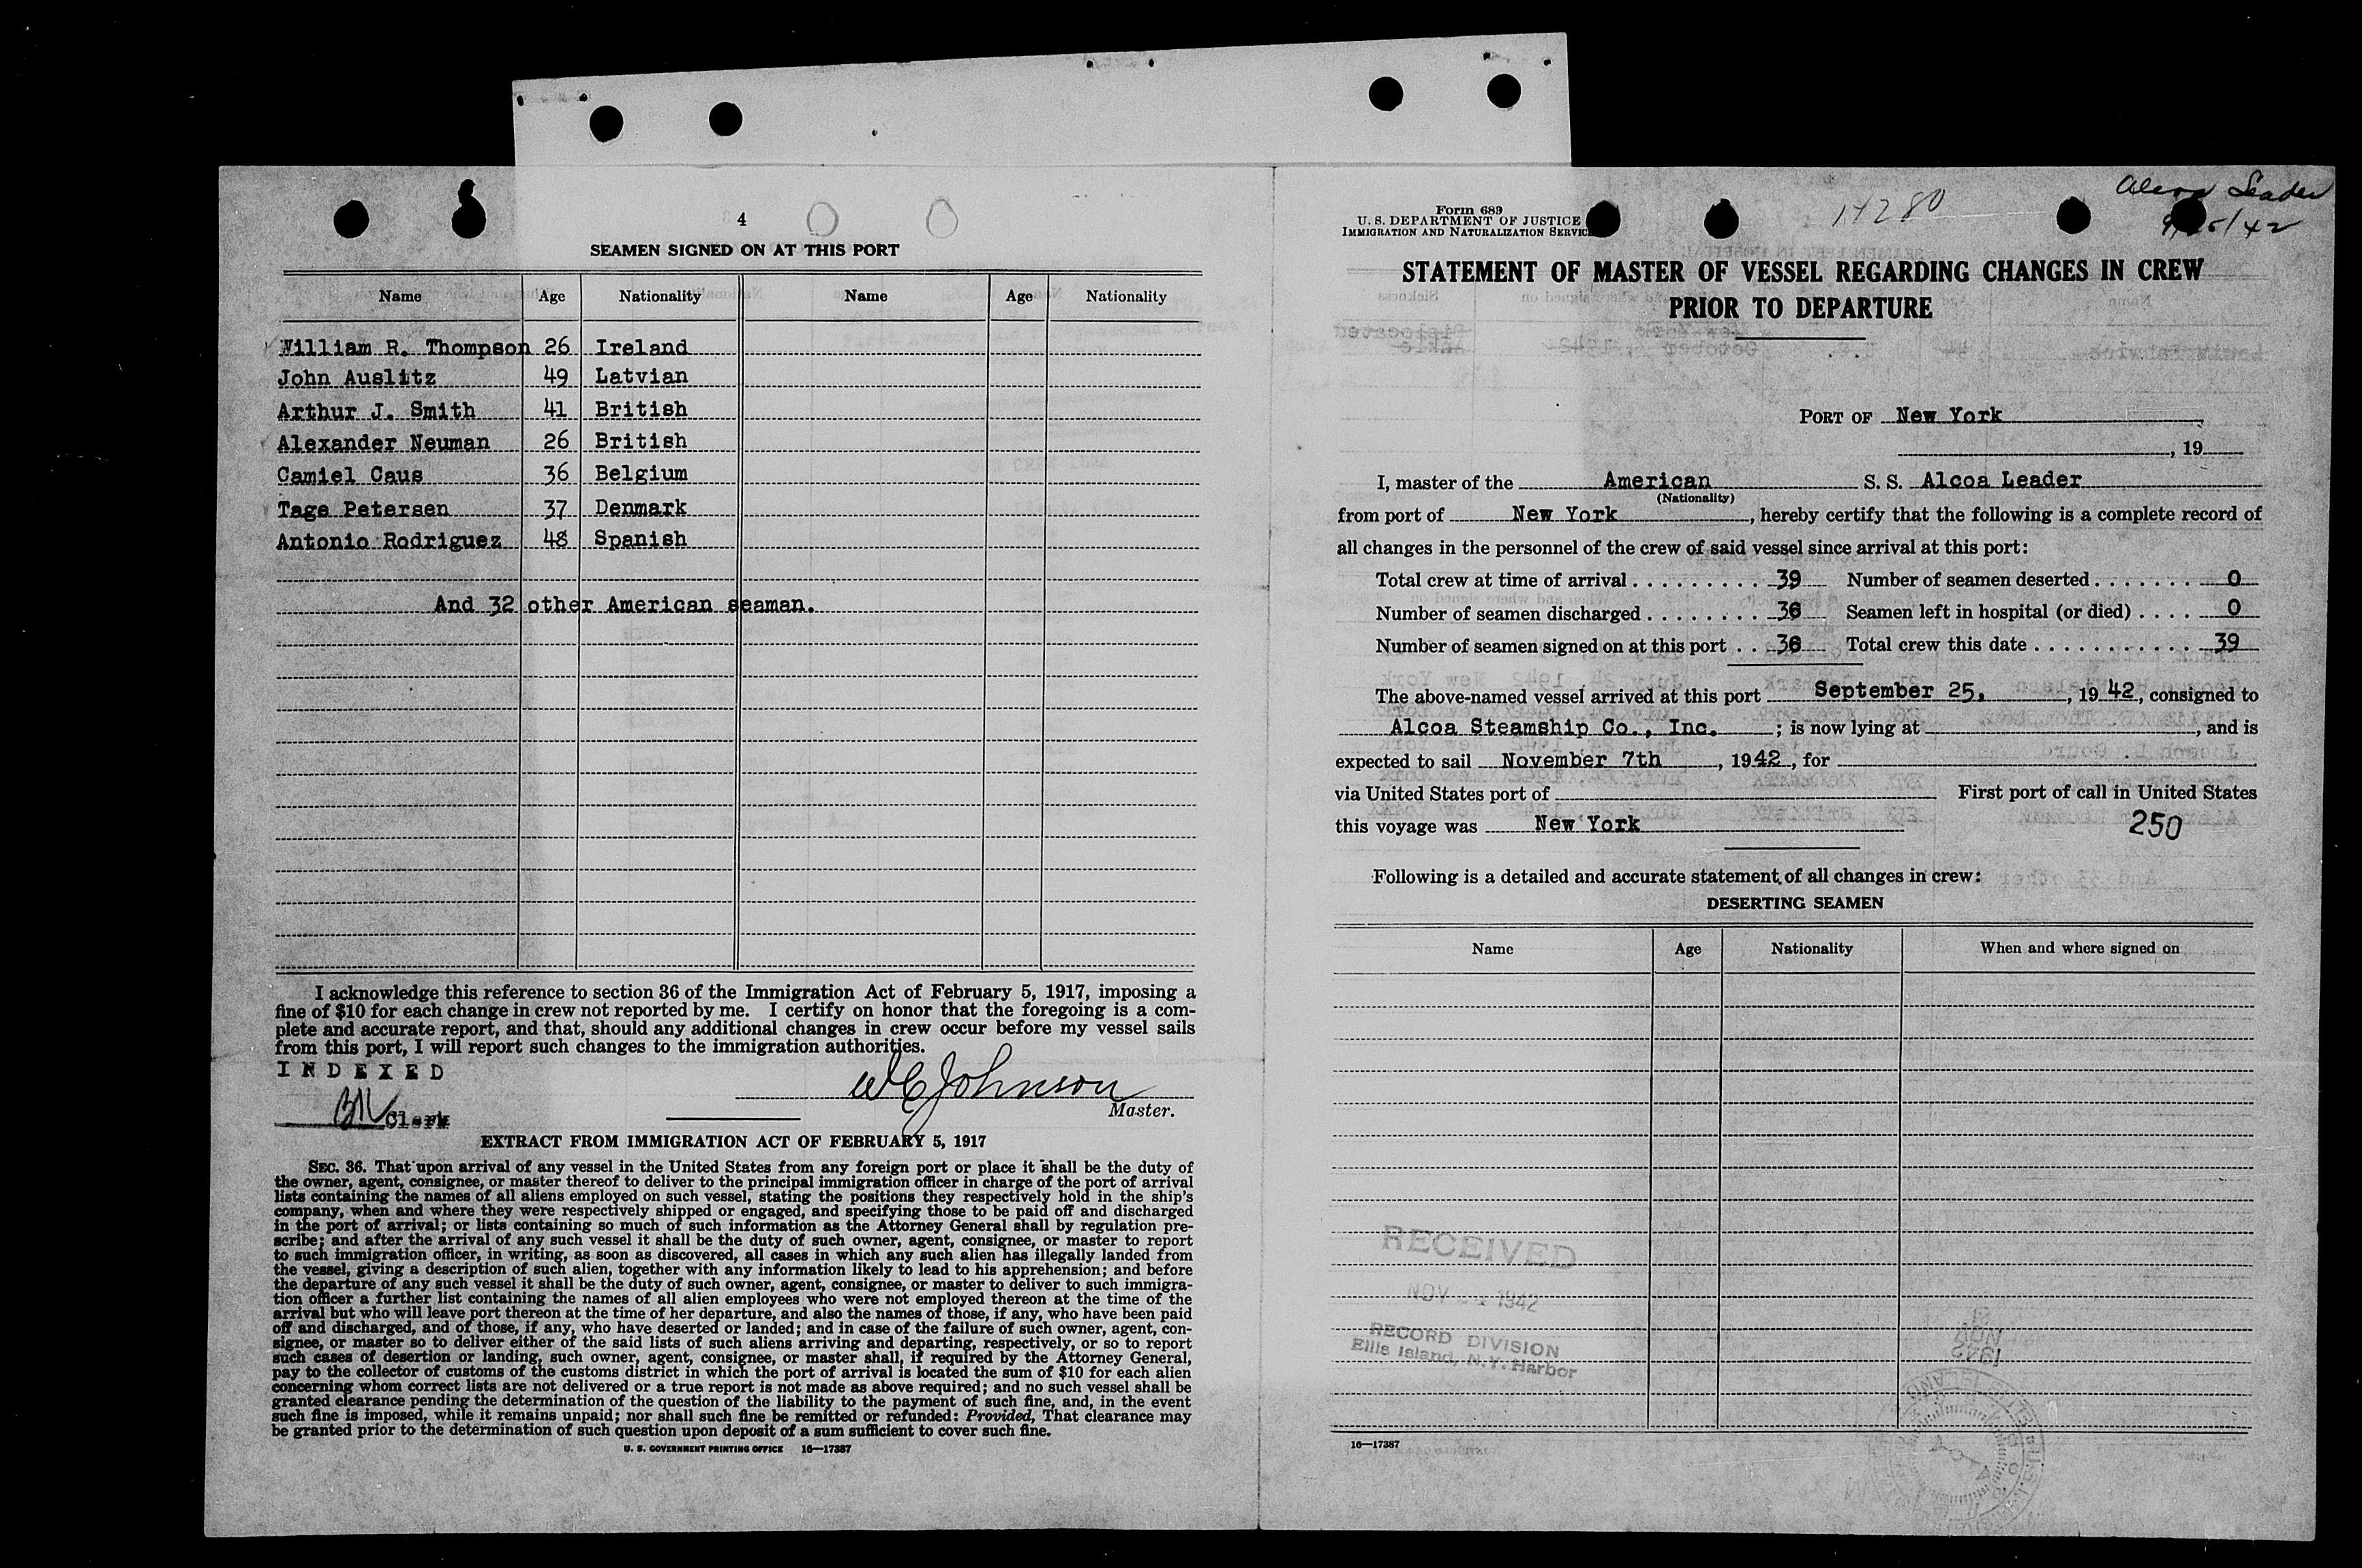 4
SEAMEN SIGNED ON AT THIS PORT
Name Age Nationality Name Age Nationality
William R. Thompson 26 Ireland
John Auslitz 49 Latvian
Arthur J. Smith 41 British
Alexander Neuman 26 British
Camiel Caus 36 Belgium
Tage Petersen 37 Denmark
Antonio Rodriguez 48 Spanish
And 32 other American seaman.
I acknowledge this reference to section 36 of the Immigration Act of February 5, 1917, imposing a
fine of $10 for each change in crew not reported by me. I certify on honor that the foregoing is a com-
plete and accurate report, and that, should any additional changes in crew occur before my vessel sails
from this port, I will report such changes to the immigration authorities.
INDEXED
Clerk
W C Johnson
Master.
EXTRACT FROM IMMIGRATION ACT OF FEBRUARY 5, 1917
SEC. 36. That upon arrival of any vessel in the United States from any foreign port or place it shall be the duty of
the owner, agent, consignee, or master thereof to deliver to the principal immigration officer in charge of the port of arrival
lists containing the names of all aliens employed on such vessel, stating the positions they respectively hold in the ship's
company, when and where they were respectively shipped or engaged, and specifying those to be paid off and discharged
in the port of arrival; or lists containing so much of such information as the Attorney General shall by regulation pre-
scribe; and after the arrival of any such vessel it shall be the duty of such owner, agent, consignee, or master to report
to such immigration officer, in writing, as soon as discovered, all cases in which any such alien has illegally landed from
the vessel, giving a description of such alien, together with any information likely to lead to his apprehension; and before
the departure of any such vessel it shall be the duty of such owner, agent, consignee, or master to deliver to such immigra-
tion officer a further list containing the names of all alien employees who were not employed thereon at the time of the
arrival but who will leave port thereon at the time of her departure, and also the names of those, if any, who have been paid
off and discharged, and of those, if any, who have deserted or landed; and in case of the failure of such owner, agent, con-
signee, or master so to deliver either of the said lists of such aliens arriving and departing, respectively, or so to report
such cases of desertion or landing, such owner, agent, consignee, or master shall, if required by the Attorney General,
pay to the collector of customs of the customs district in which the port of arrival is located the sum of $10 for each alien
concerning whom correct lists are not delivered or a true report is not made as above required; and no such vessel shall be
granted clearance pending the determination of the question of the liability to the payment of such fine, and, in the event
such fine is imposed, while it remains unpaid; nor shall such fine be remitted or refunded: Provided, That clearance may
be granted prior to the determination of such question upon deposit of a sum sufficient to cover such fine.
U. S. GOVERNMENT PRINTING OFFICE 16—17387
Form 689
U. S. DEPARTMENT OF JUSTICE
IMMIGRATION AND NATURALIZATION SERVICE
14280
Alcoa Leader
9/25/42
STATEMENT OF MASTER OF VESSEL REGARDING CHANGES IN CREW
PRIOR TO DEPARTURE
PORT OF New York
, 19
I, master of the American S. S. Alcoa Leader
(Nationality)
from port of New York, hereby certify that the following is a complete record of
all changes in the personnel of the crew of said vessel since arrival at this port:
Total crew at time of arrival . . . . . . . . . 39 Number of seamen deserted . . . . . . . 0
Number of seamen discharged . . . . . . . . Seamen left in hospital (or died) . . . . 0
Number of seamen signed on at this port . . Total crew this date . . . . . . . . . . . . 39
The above-named vessel arrived at this port September 25, , 1942, consigned to
Alcoa Steamship Co., Inc. ; is now lying at , and is
expected to sail November 7th , 1942, for
via United States port of First port of call in United States
this voyage was New York 250
Following is a detailed and accurate statement of all changes in crew:
DESERTING SEAMEN
Name Age Nationality When and where signed on
RECEIVED
NOV 1942
RECORD DIVISION
Ellis Island, N.Y. Harbor
16—17387